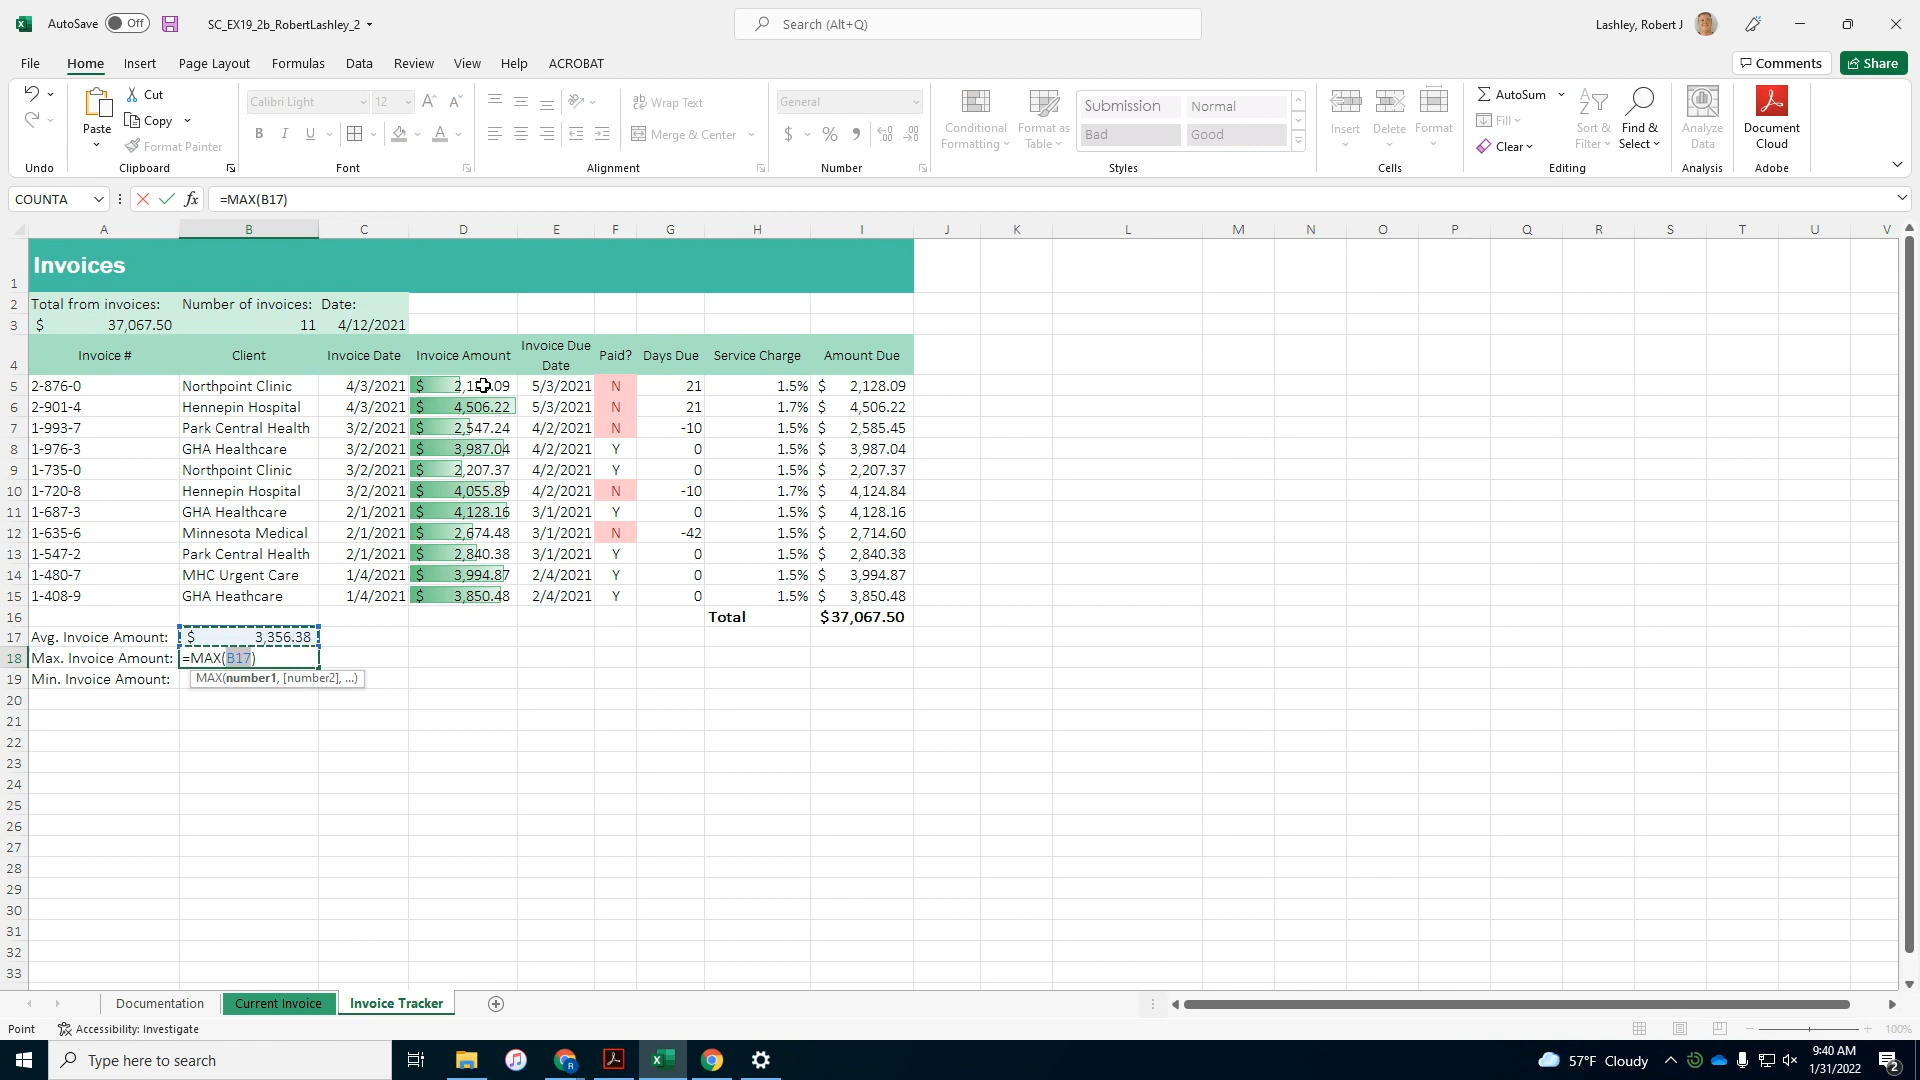 AutoSave Off SC_EX19_2b_RobertLashley_2 Search (Alt+Q) Lashley, Robert J
File Home Insert Page Layout Formulas Data Review View Help ACROBAT Comments Share
Cut
Copy
Format Painter
Paste
Undo Clipboard
Calibri Light 12
B I U A
Font
Wrap Text
Merge & Center
Alignment
General
$ % 9
Number
Conditional Formatting
Format as Table
Submission Normal
Bad Good
Styles
Insert Delete Format
Cells
AutoSum
Fill
Clear
Sort & Filter
Find & Select
Editing
Analyze Data
Analysis
Document Cloud
Adobe
COUNTA fx =MAX(B17)
A B C D E F G H I J K L M N O P Q R S T U V
1 Invoices
2 Total from invoices: Number of invoices: Date:
3 $ 37,067.50 11 4/12/2021
4 Invoice # Client Invoice Date Invoice Amount Invoice Due Date Paid? Days Due Service Charge Amount Due
5 2-876-0 Northpoint Clinic 4/3/2021 $ 5/3/2021 N 21 1.5% $ 2,128.09
6 2-901-4 Hennepin Hospital 4/3/2021 $ 4,506.22 5/3/2021 N 21 1.7% $ 4,506.22
7 1-993-7 Park Central Health 3/2/2021 $ 2,547.24 4/2/2021 N -10 1.5% $ 2,585.45
8 1-976-3 GHA Healthcare 3/2/2021 $ 3,987.04 4/2/2021 Y 0 1.5% $ 3,987.04
9 1-735-0 Northpoint Clinic 3/2/2021 $ 2,207.37 4/2/2021 Y 0 1.5% $ 2,207.37
10 1-720-8 Hennepin Hospital 3/2/2021 $ 4,055.89 4/2/2021 N -10 1.7% $ 4,124.84
11 1-687-3 GHA Healthcare 2/1/2021 $ 4,128.16 3/1/2021 Y 0 1.5% $ 4,128.16
12 1-635-6 Minnesota Medical 2/1/2021 $ 2,674.48 3/1/2021 N -42 1.5% $ 2,714.60
13 1-547-2 Park Central Health 2/1/2021 $ 2,840.38 3/1/2021 Y 0 1.5% $ 2,840.38
14 1-480-7 MHC Urgent Care 1/4/2021 $ 3,994.87 2/4/2021 Y 0 1.5% $ 3,994.87
15 1-408-9 GHA Heathcare 1/4/2021 $ 3,850.48 2/4/2021 Y 0 1.5% $ 3,850.48
16 Total $37,067.50
17 Avg. Invoice Amount: $ 3,356.38
18 Max. Invoice Amount: =MAX(B17)
19 Min. Invoice Amount: MAX(number1, [number2], ...)
20
21
22
23
24
25
26
27
28
29
30
31
32
33
Documentation Current Invoice Invoice Tracker
Point Accessibility: Investigate 100%
Type here to search 57°F Cloudy 9:40 AM
1/31/2022 2